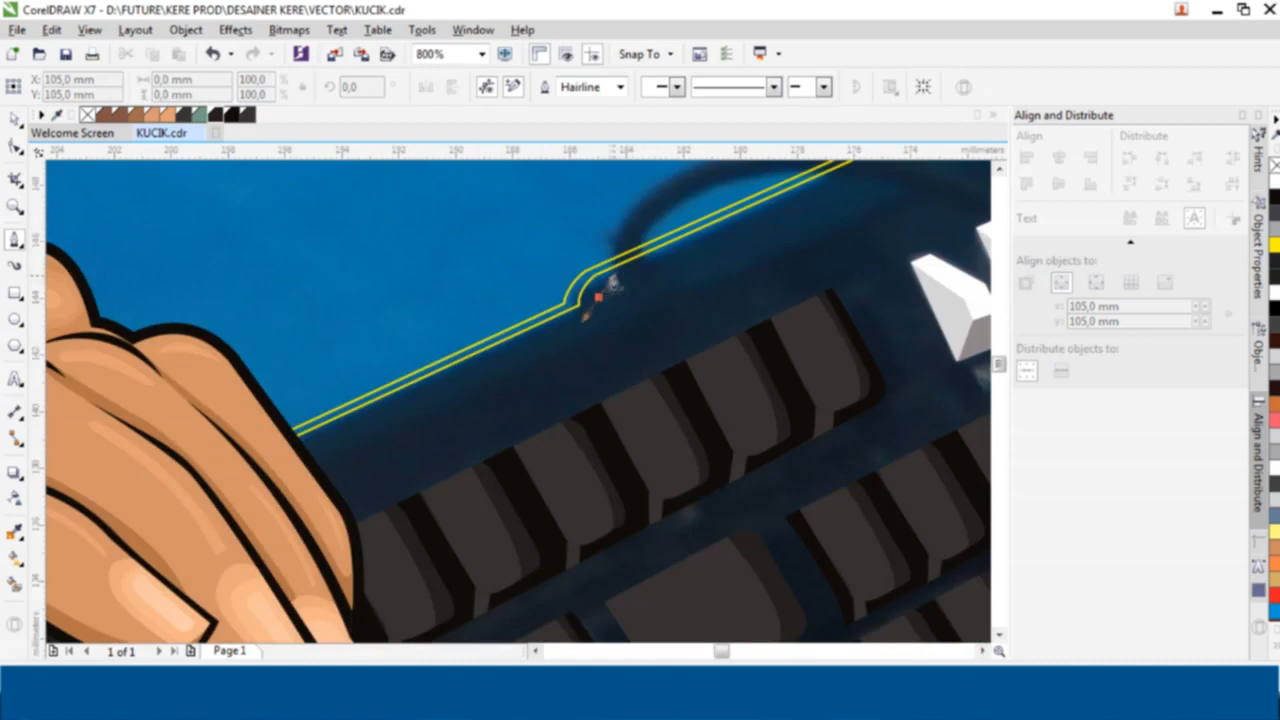 CorelDRAW X7 - D:\FUTURE\KERE PROD\DESAINER KERE\VECTOR\KUCIK.cdr
File Edit View Layout Object Effects Bitmaps Text Table Tools Window Help
800% Snap To
X: 105,0 mm 0,0 mm 100,0 % 0,0 Hairline
Y: 105,0 mm 0,0 mm 100,0 %
Align and Distribute
Welcome Screen KUCIK.cdr
Align Distribute
millimeters
Text
Align objects to:
x: 105,0 mm
y: 105,0 mm
Distribute objects to:
Hints
Object Properties
Obje...
Align and Distribute
1 of 1 Page 1